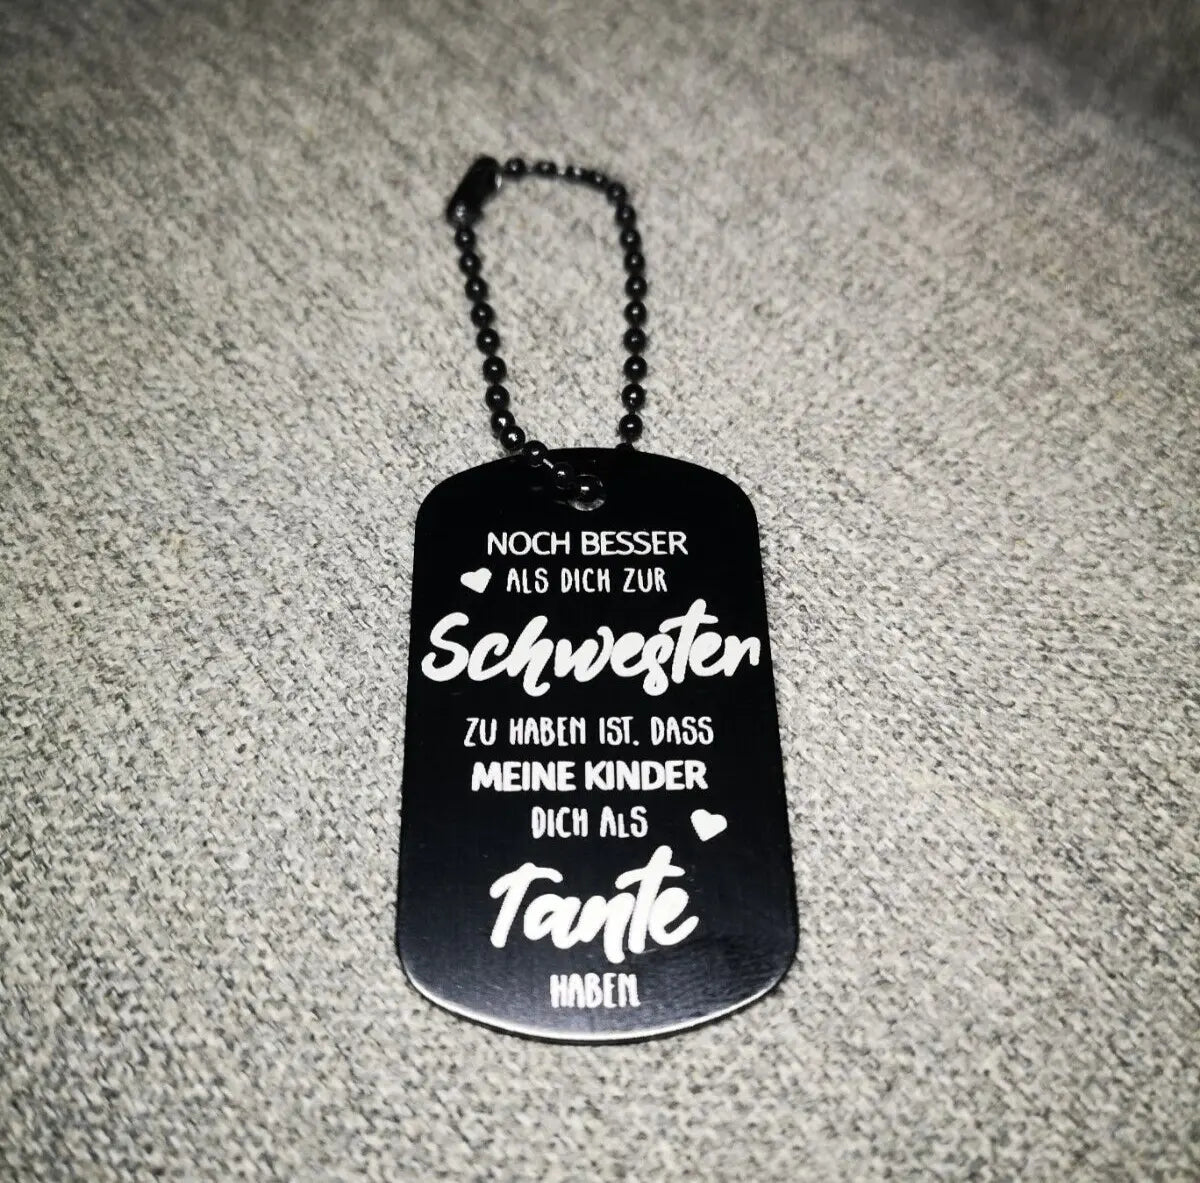 NOCH BESSER
ALS DICH ZUR
Schwester
ZU HABEN IST. DASS
MEINE KINDER
DICH ALS
Tante
HABEN